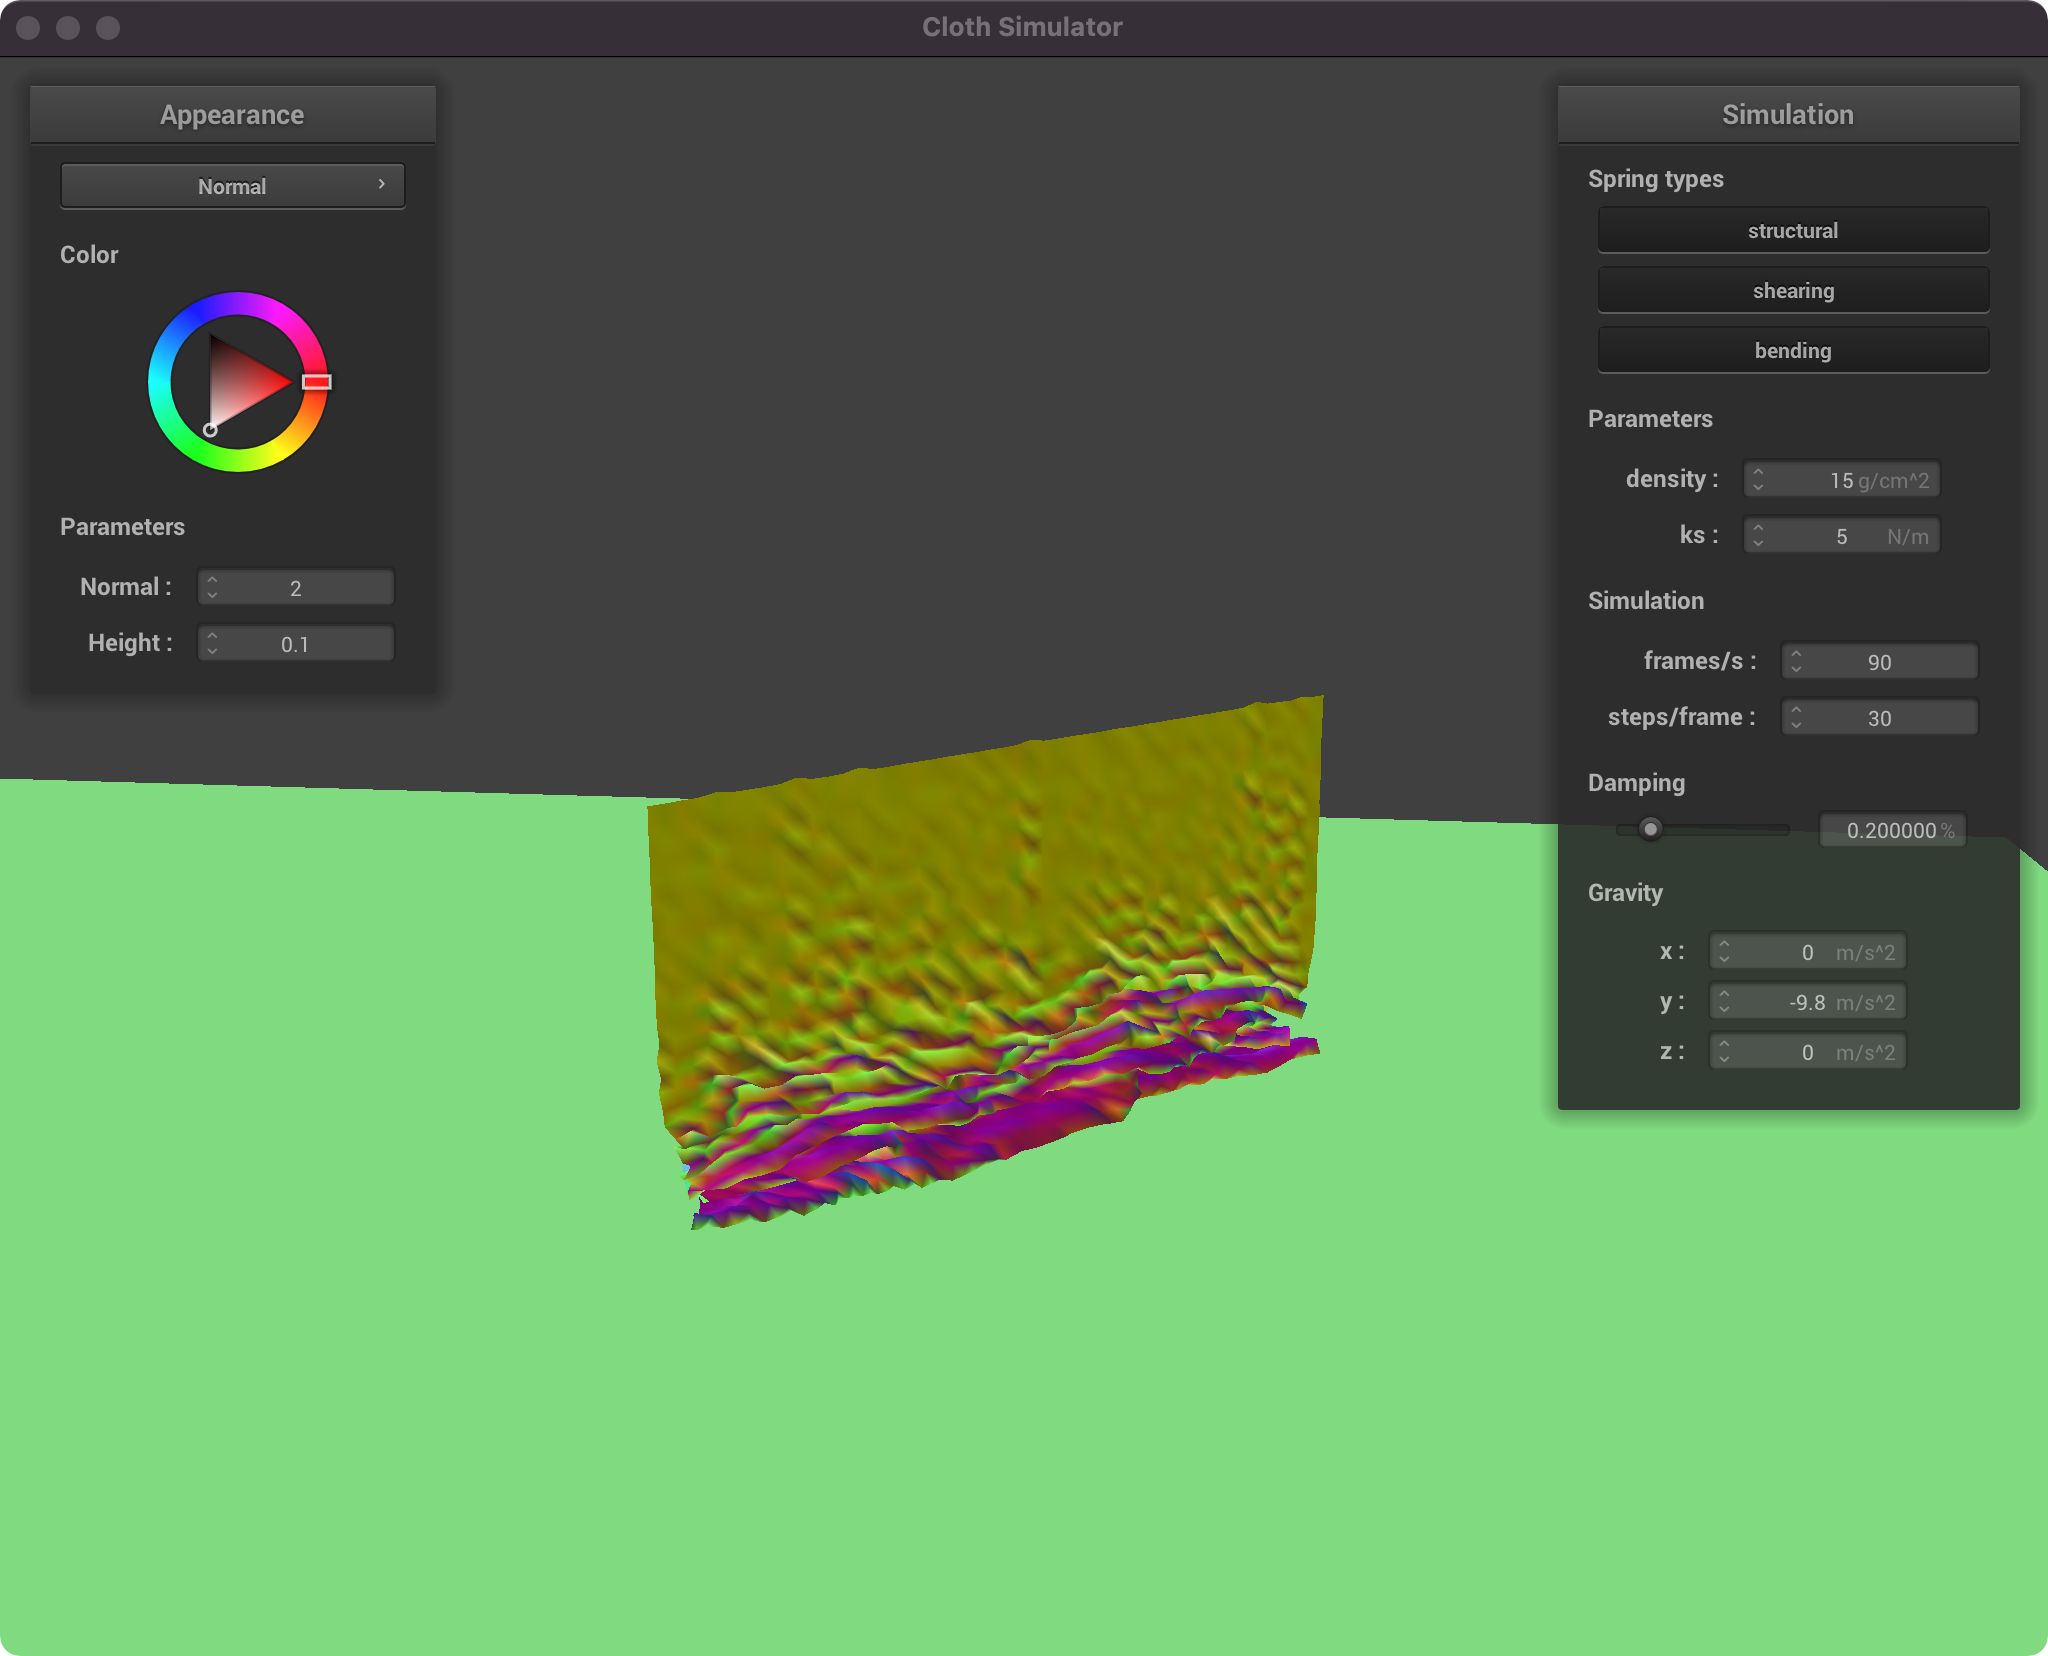 Cloth Simulator
Appearance
Normal
Color
Parameters
Normal : 2
Height : 0.1
Simulation
Spring types
structural
shearing
bending
Parameters
density : 15 g/cm^2
ks : 5 N/m
Simulation
frames/s : 90
steps/frame : 30
Damping
0.200000 %
Gravity
x : 0 m/s^2
y : -9.8 m/s^2
z : 0 m/s^2